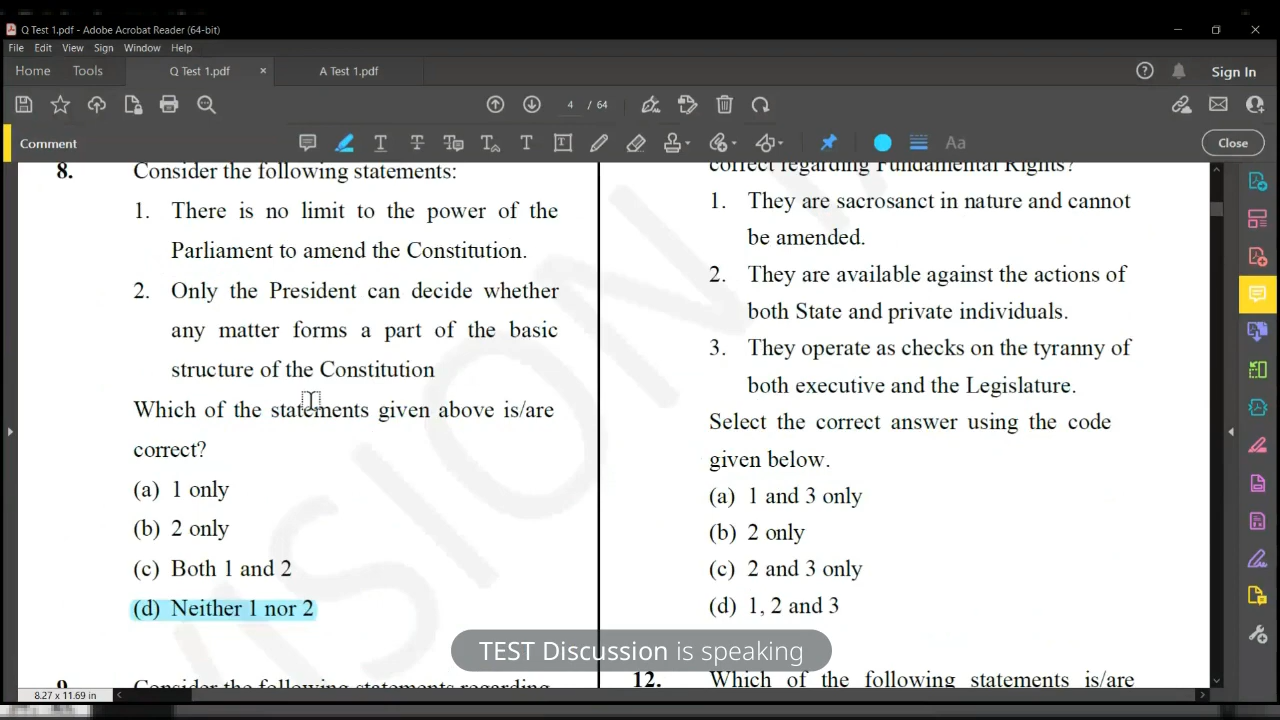 Q Test 1.pdf - Adobe Acrobat Reader (64-bit)
File Edit View Sign Window Help
Home Tools Q Test 1.pdf × A Test 1.pdf Sign In
4 / 64
Comment Aa Close
8. Consider the following statements:
1. There is no limit to the power of the
Parliament to amend the Constitution.
2. Only the President can decide whether
any matter forms a part of the basic
structure of the Constitution
Which of the statements given above is/are
correct?
(a) 1 only
(b) 2 only
(c) Both 1 and 2
(d) Neither 1 nor 2
9. Consider the following statements regarding
correct regarding Fundamental Rights?
1. They are sacrosanct in nature and cannot
be amended.
2. They are available against the actions of
both State and private individuals.
3. They operate as checks on the tyranny of
both executive and the Legislature.
Select the correct answer using the code
given below.
(a) 1 and 3 only
(b) 2 only
(c) 2 and 3 only
(d) 1, 2 and 3
12. Which of the following statements is/are
VISION
TEST Discussion is speaking
8.27 x 11.69 in